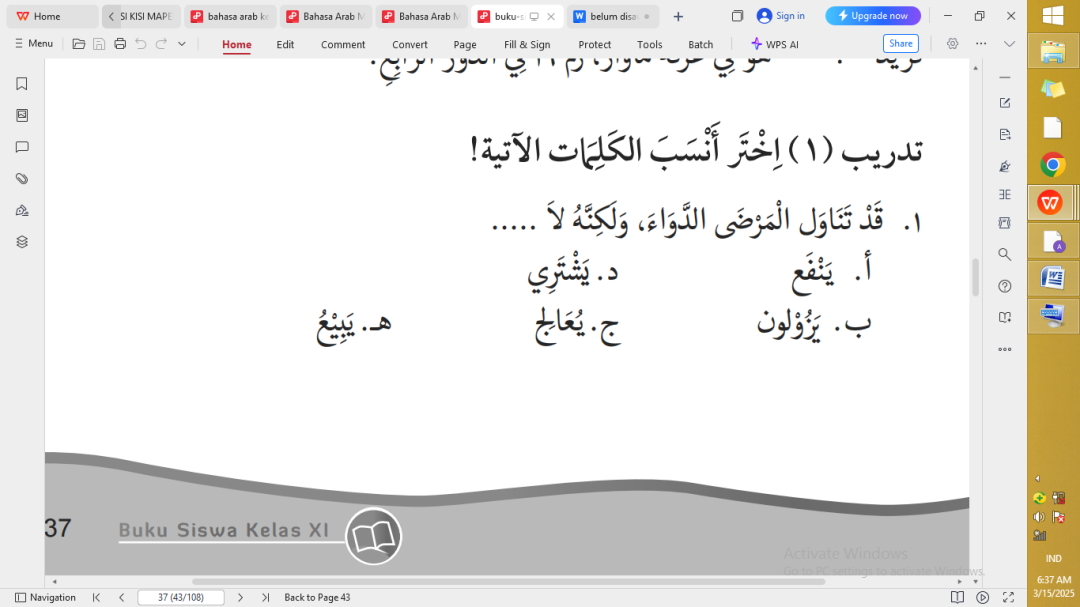 Home
SI KISI MAPE
bahasa arab ke
Bahasa Arab M
Bahasa Arab M
buku-s
belum disa
Sign in
Upgrade now
Menu
Home Edit Comment Convert Page Fill & Sign Protect Tools Batch WPS AI
Share
تدريب (١) اِخْتَر أَنْسَبَ الكَلِمَات الآتية!
١. قَدْ تَنَاوَل الْمَرْضَى الدَّوَاءَ، وَلَكِنَّهُ لاَ .....
أ. يَنْفَع د. يَشْتَرِي
ب. يَزُوْلون ج. يُعَالِج هـ. يَبِيْعُ
37 Buku Siswa Kelas XI
Activate Windows
Go to PC settings to activate Windows.
Navigation
37 (43/108)
Back to Page 43
IND
6:37 AM
3/15/2025